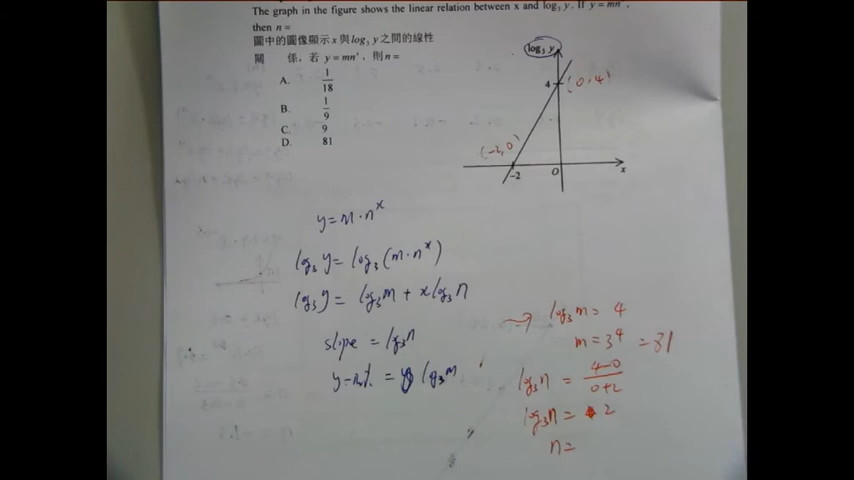 The graph in the figure shows the linear relation between x and log₃ y. If y = mnˣ,
then n =
圖中的圖像顯示 x 與 log₃ y 之間的線性
關 係，若 y = mnˣ，則 n =
A. 1/18
B. 1/9
C. 9
D. 81
log₃ y
4
(0, 4)
(-2, 0)
-2
O
x
y = m · nˣ
log₃ y = log₃ (m · nˣ)
log₃ y = log₃ m + x log₃ n
slope = log₃ n
y-int. = log₃ m
→ log₃ m = 4
m = 3⁴ = 81
log₃ n = 4-0/0+2
log₃ n = 2
n =